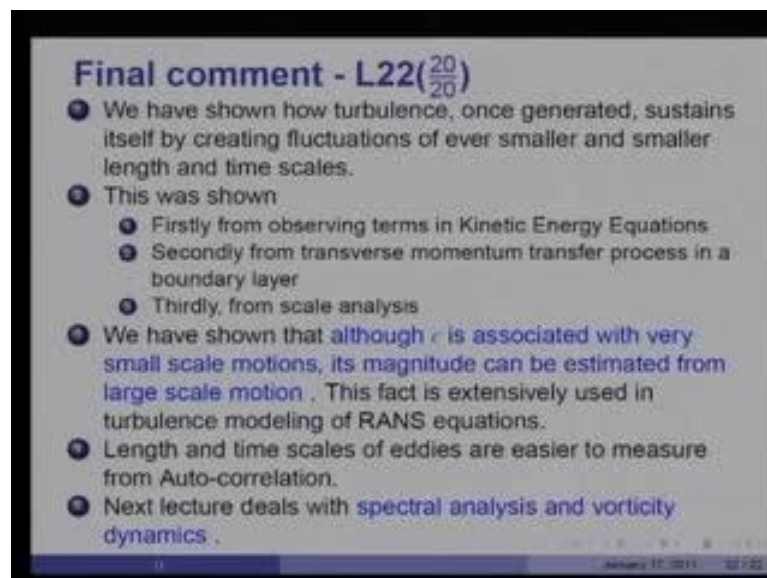 Final comment - L22(20/20)
We have shown how turbulence, once generated, sustains
itself by creating fluctuations of ever smaller and smaller
length and time scales.
This was shown
Firstly from observing terms in Kinetic Energy Equations
Secondly from transverse momentum transfer process in a
boundary layer
Thirdly, from scale analysis
We have shown that although ϵ is associated with very
small scale motions, its magnitude can be estimated from
large scale motion . This fact is extensively used in
turbulence modeling of RANS equations.
Length and time scales of eddies are easier to measure
from Auto-correlation.
Next lecture deals with spectral analysis and vorticity
dynamics .
January 17, 2011